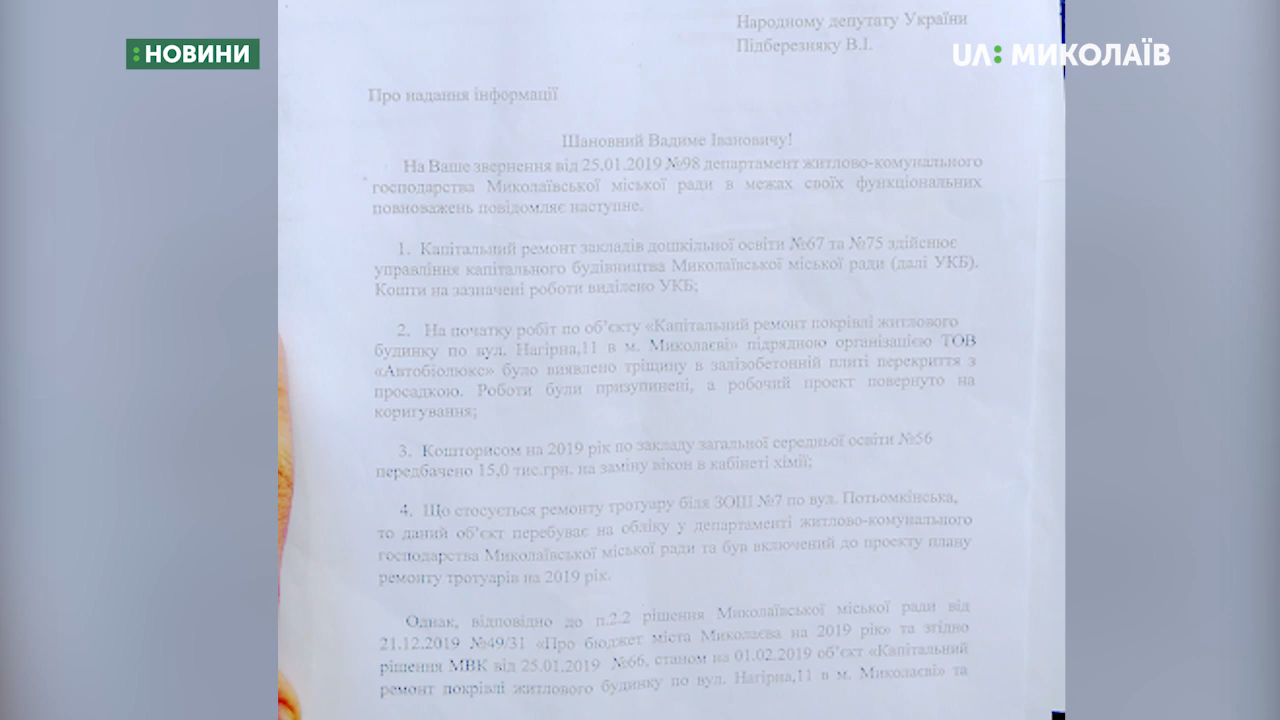 :НОВИНИ
UA: МИКОЛАЇВ
Народному депутату України
Підберезняку В.І.
Про надання інформації
Шановний Вадиме Івановичу!
На Ваше звернення від 25.01.2019 №98 департамент житлово-комунального
господарства Миколаївської міської ради в межах своїх функціональних
повноважень повідомляє наступне.
1. Капітальний ремонт закладів дошкільної освіти №67 та №75 здійснює
управління капітального будівництва Миколаївської міської ради (далі УКБ).
Кошти на зазначені роботи виділено УКБ;
2. На початку робіт по об’єкту «Капітальний ремонт покрівлі житлового
будинку по вул. Нагірна,11 в м. Миколаєві» підрядною організацією ТОВ
«Автобіолюкс» було виявлено тріщину в залізобетонній плиті перекриття з
просадкою. Роботи були призупинені, а робочий проект повернуто на
коригування;
3. Кошторисом на 2019 рік по закладу загальної середньої освіти №56
передбачено 15,0 тис.грн. на заміну вікон в кабінеті хімії;
4. Що стосується ремонту тротуару біля ЗОШ №7 по вул. Потьомкінська,
то даний об’єкт перебуває на обліку у департаменті житлово-комунального
господарства Миколаївської міської ради та був включений до проекту плану
ремонту тротуарів на 2019 рік.
Однак, відповідно до п.2.2 рішення Миколаївської міської ради від
21.12.2019 №49/31 «Про бюджет міста Миколаєва на 2019 рік» та згідно
рішення МВК від 25.01.2019 №66, станом на 01.02.2019 об’єкт «Капітальний
ремонт покрівлі житлового будинку по вул. Нагірна,11 в м. Миколаєві» та